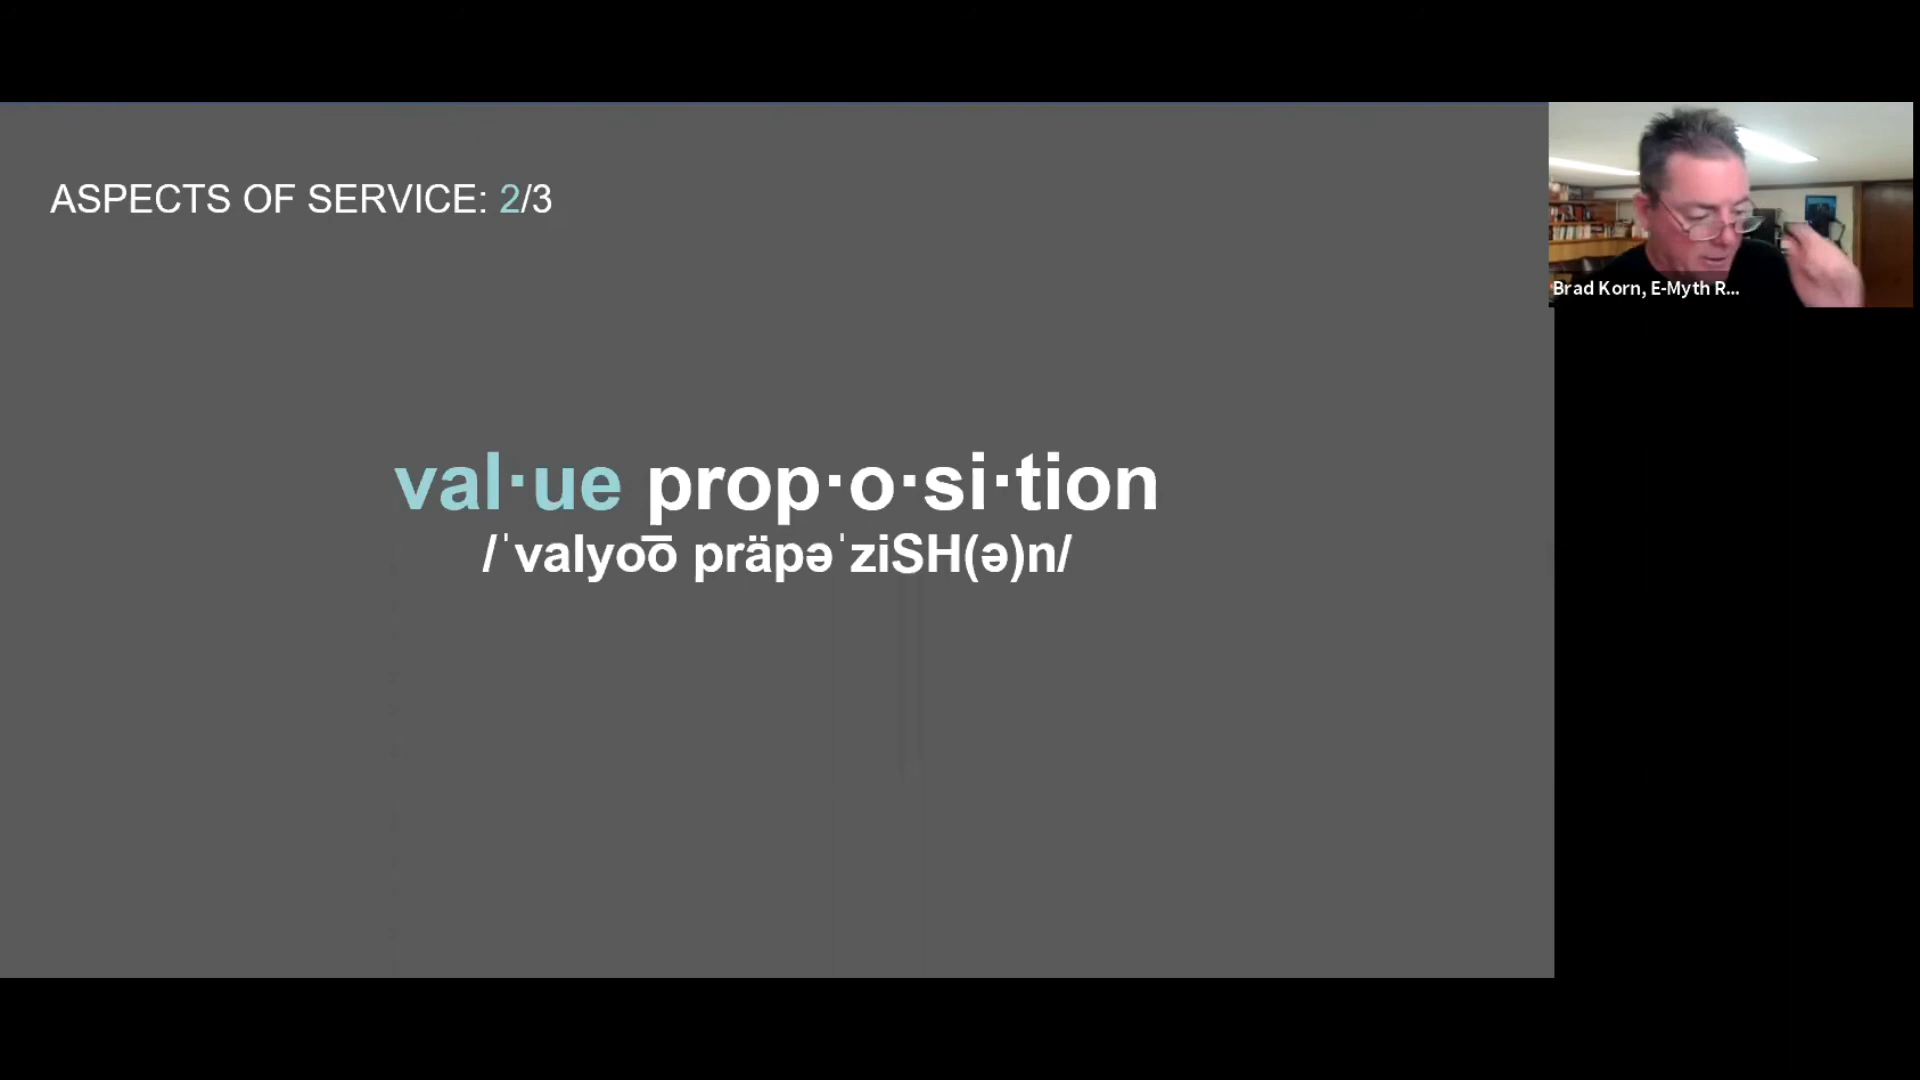 ASPECTS OF SERVICE: 2/3
val·ue prop·o·si·tion
/ˈvalyo͞o präpəˈziSH(ə)n/
Brad Korn, E-Myth R...